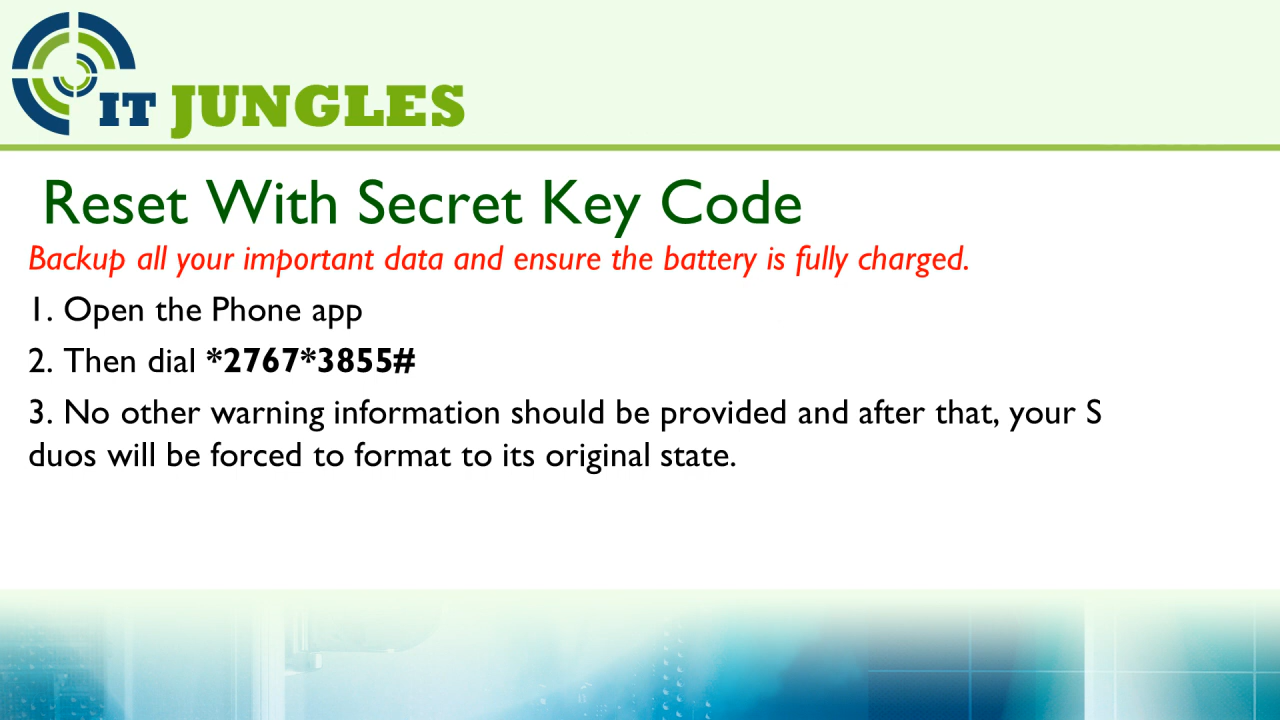 IT JUNGLES
Reset With Secret Key Code
Backup all your important data and ensure the battery is fully charged.
1. Open the Phone app
2. Then dial *2767*3855#
3. No other warning information should be provided and after that, your S
duos will be forced to format to its original state.